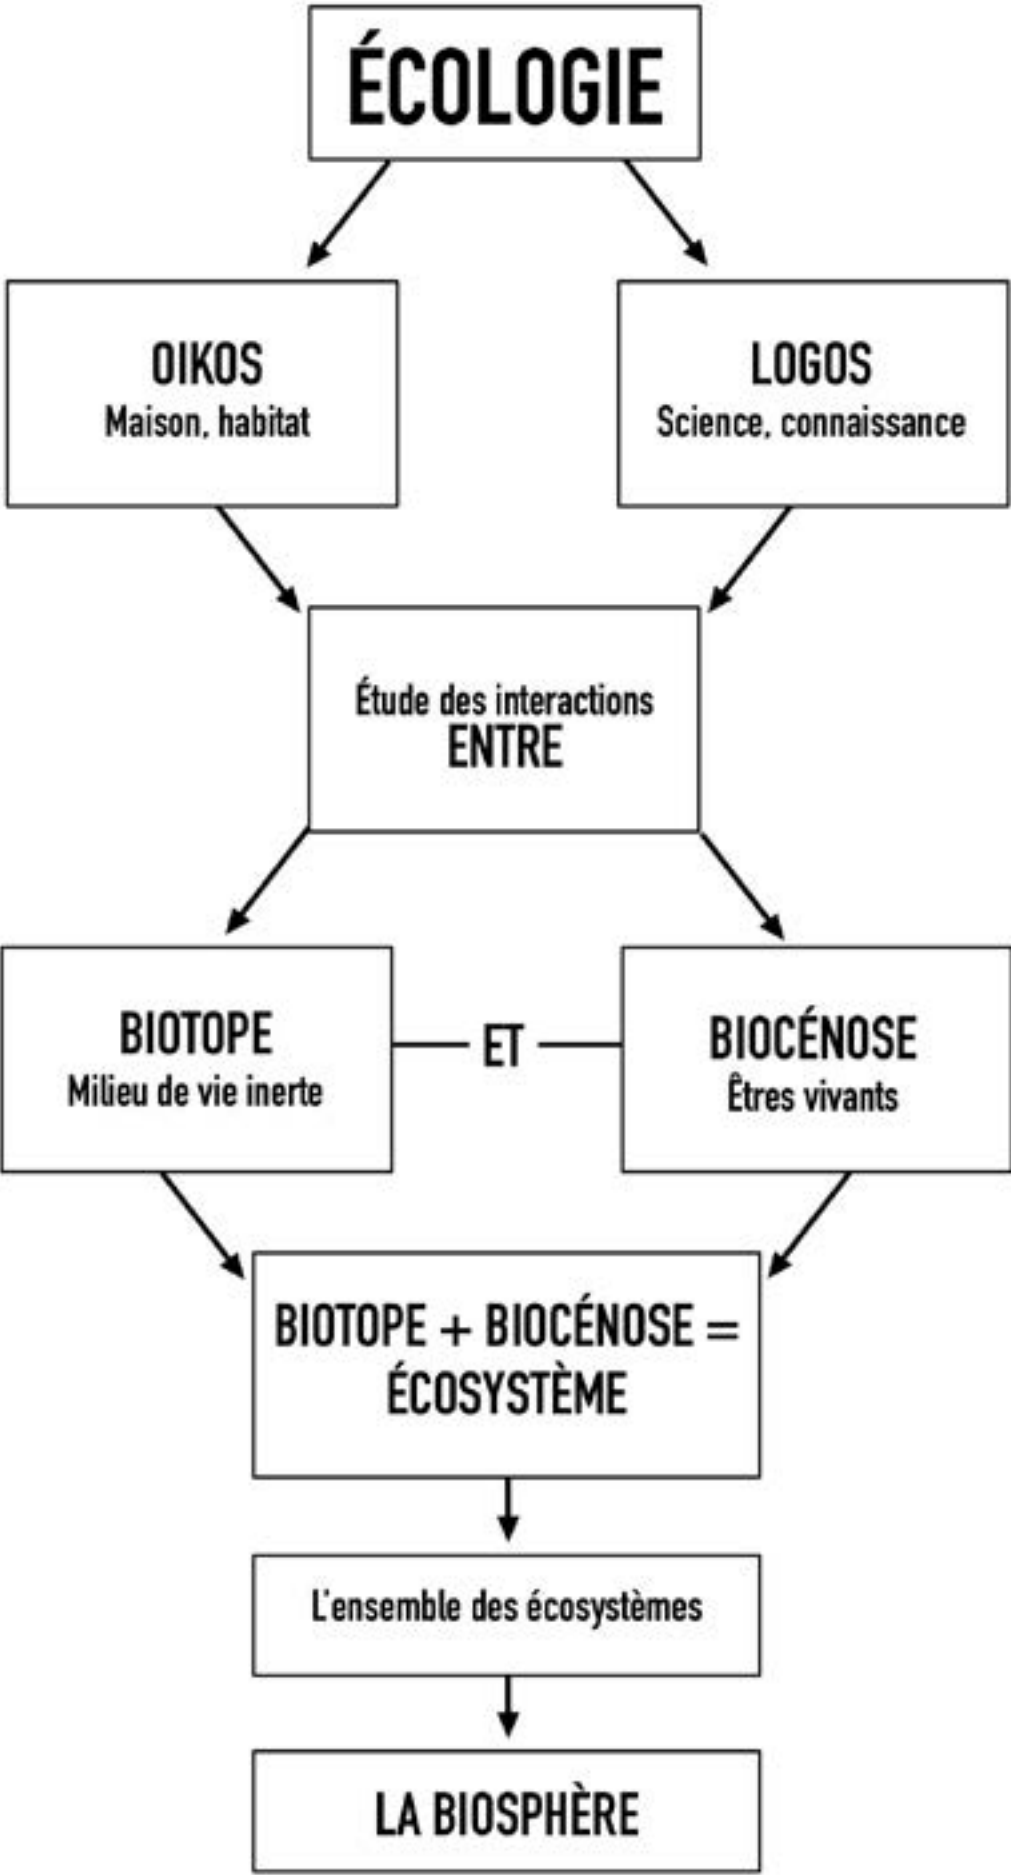 ÉCOLOGIE
OIKOS
Maison, habitat
LOGOS
Science, connaissance
Étude des interactions
ENTRE
BIOTOPE
Milieu de vie inerte
ET
BIOCÉNOSE
Êtres vivants
BIOTOPE + BIOCÉNOSE =
ÉCOSYSTÈME
L'ensemble des écosystèmes
LA BIOSPHÈRE